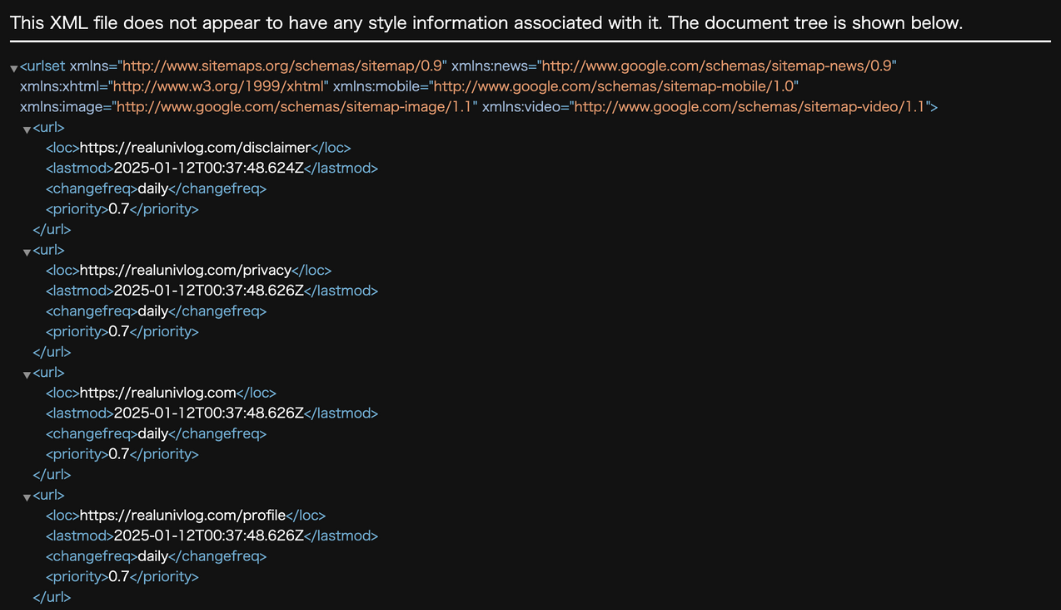 This XML file does not appear to have any style information associated with it. The document tree is shown below.
▼<urlset xmlns="http://www.sitemaps.org/schemas/sitemap/0.9" xmlns:news="http://www.google.com/schemas/sitemap-news/0.9"
xmlns:xhtml="http://www.w3.org/1999/xhtml" xmlns:mobile="http://www.google.com/schemas/sitemap-mobile/1.0"
xmlns:image="http://www.google.com/schemas/sitemap-image/1.1" xmlns:video="http://www.google.com/schemas/sitemap-video/1.1">
▼<url>
<loc>https://realunivlog.com/disclaimer</loc>
<lastmod>2025-01-12T00:37:48.624Z</lastmod>
<changefreq>daily</changefreq>
<priority>0.7</priority>
</url>
▼<url>
<loc>https://realunivlog.com/privacy</loc>
<lastmod>2025-01-12T00:37:48.626Z</lastmod>
<changefreq>daily</changefreq>
<priority>0.7</priority>
</url>
▼<url>
<loc>https://realunivlog.com</loc>
<lastmod>2025-01-12T00:37:48.626Z</lastmod>
<changefreq>daily</changefreq>
<priority>0.7</priority>
</url>
▼<url>
<loc>https://realunivlog.com/profile</loc>
<lastmod>2025-01-12T00:37:48.626Z</lastmod>
<changefreq>daily</changefreq>
<priority>0.7</priority>
</url>